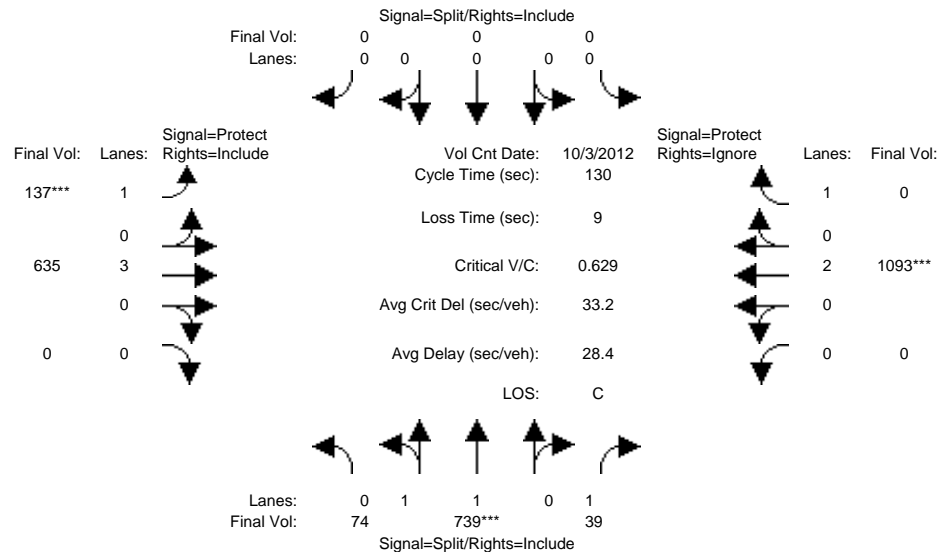 Signal=Split/Rights=Include
Final Vol: 0 0 0
Lanes: 0 0 0 0 0
Signal=Protect Signal=Protect
Final Vol: Lanes: Rights=Include Vol Cnt Date: 10/3/2012 Rights=Ignore Lanes: Final Vol:
Cycle Time (sec): 130
137*** 1 1 0
Loss Time (sec): 9
0 0
635 3 Critical V/C: 0.629 2 1093***
0 Avg Crit Del (sec/veh): 33.2 0
0 0 Avg Delay (sec/veh): 28.4 0 0
LOS: C
Lanes: 0 1 1 0 1
Final Vol: 74 739*** 39
Signal=Split/Rights=Include